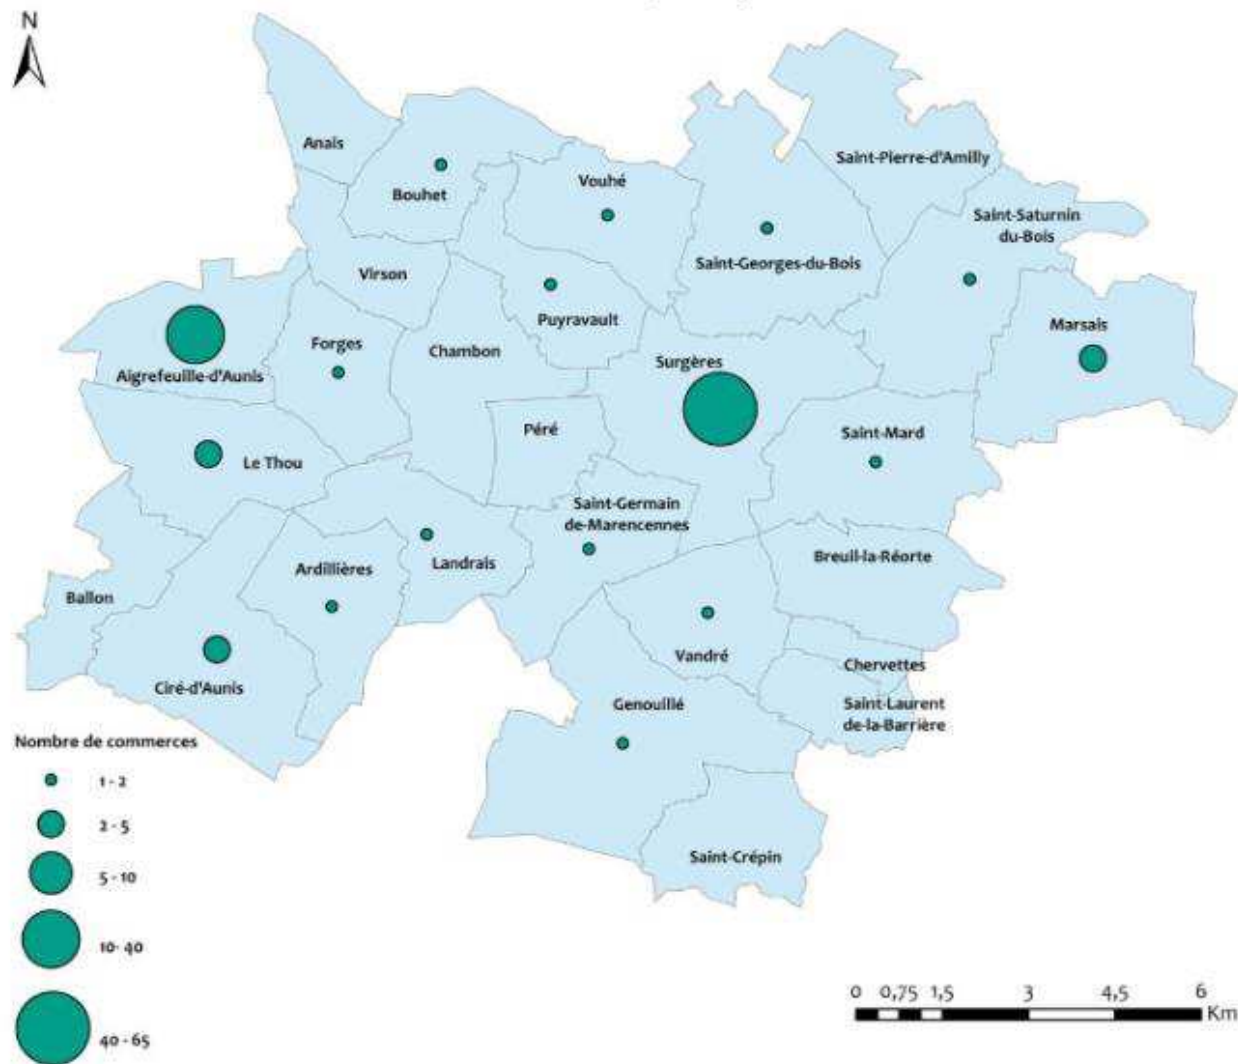 N
Anais
Bouhet
Vouhé
Saint-Pierre-d'Amilly
Saint-Saturnin
du-Bois
Virson
Saint-Georges-du-Bois
Puyravault
Marsais
Forges
Chambon
Surgères
Aigrefeuille-d'Aunis
Péré
Saint-Mard
Le Thou
Saint-Germain
de-Marencennes
Ardillières
Landrais
Breuil-la-Réorte
Ballon
Vandré
Chervettes
Ciré-d'Aunis
Genouillé
Saint-Laurent
de-la-Barrière
Saint-Crépin
Nombre de commerces
1 - 2
2 - 5
5 - 10
10- 40
40 - 65
0 0,75 1,5 3 4,5 6
Km